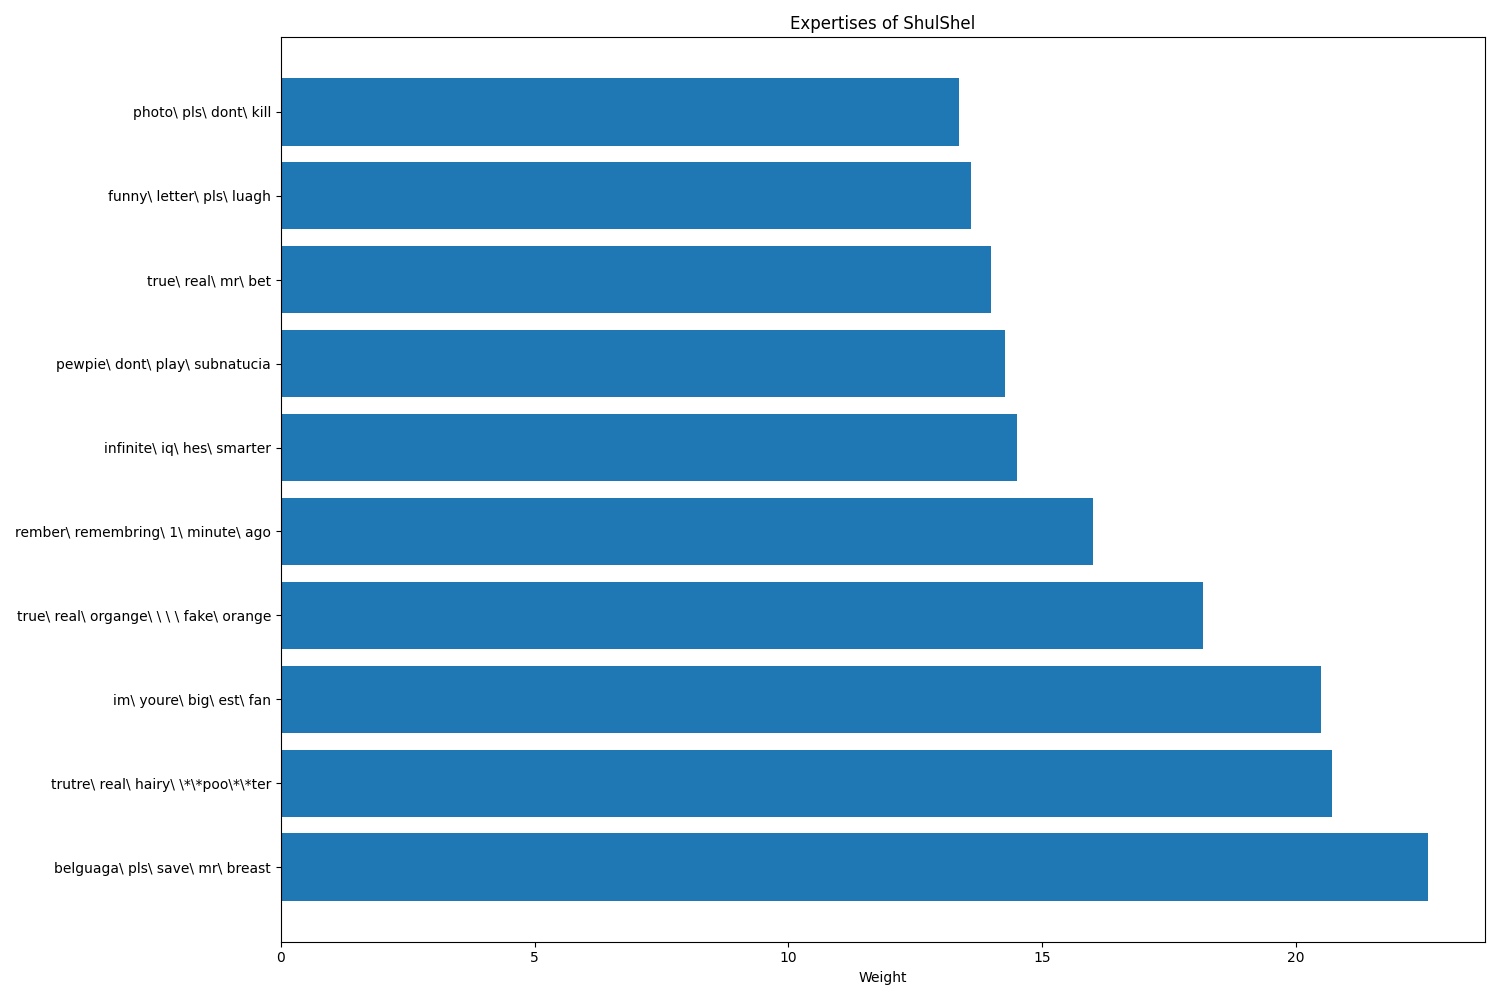 Expertises of ShulShel
photo\ pls\ dont\ kill
funny\ letter\ pls\ luagh
true\ real\ mr\ bet
pewpie\ dont\ play\ subnatucia
infinite\ iq\ hes\ smarter
rember\ remembring\ 1\ minute\ ago
true\ real\ organge\ \ \ \ fake\ orange
im\ youre\ big\ est\ fan
trutre\ real\ hairy\ \*\*poo\*\*ter
belguaga\ pls\ save\ mr\ breast
0 5 10 15 20
Weight